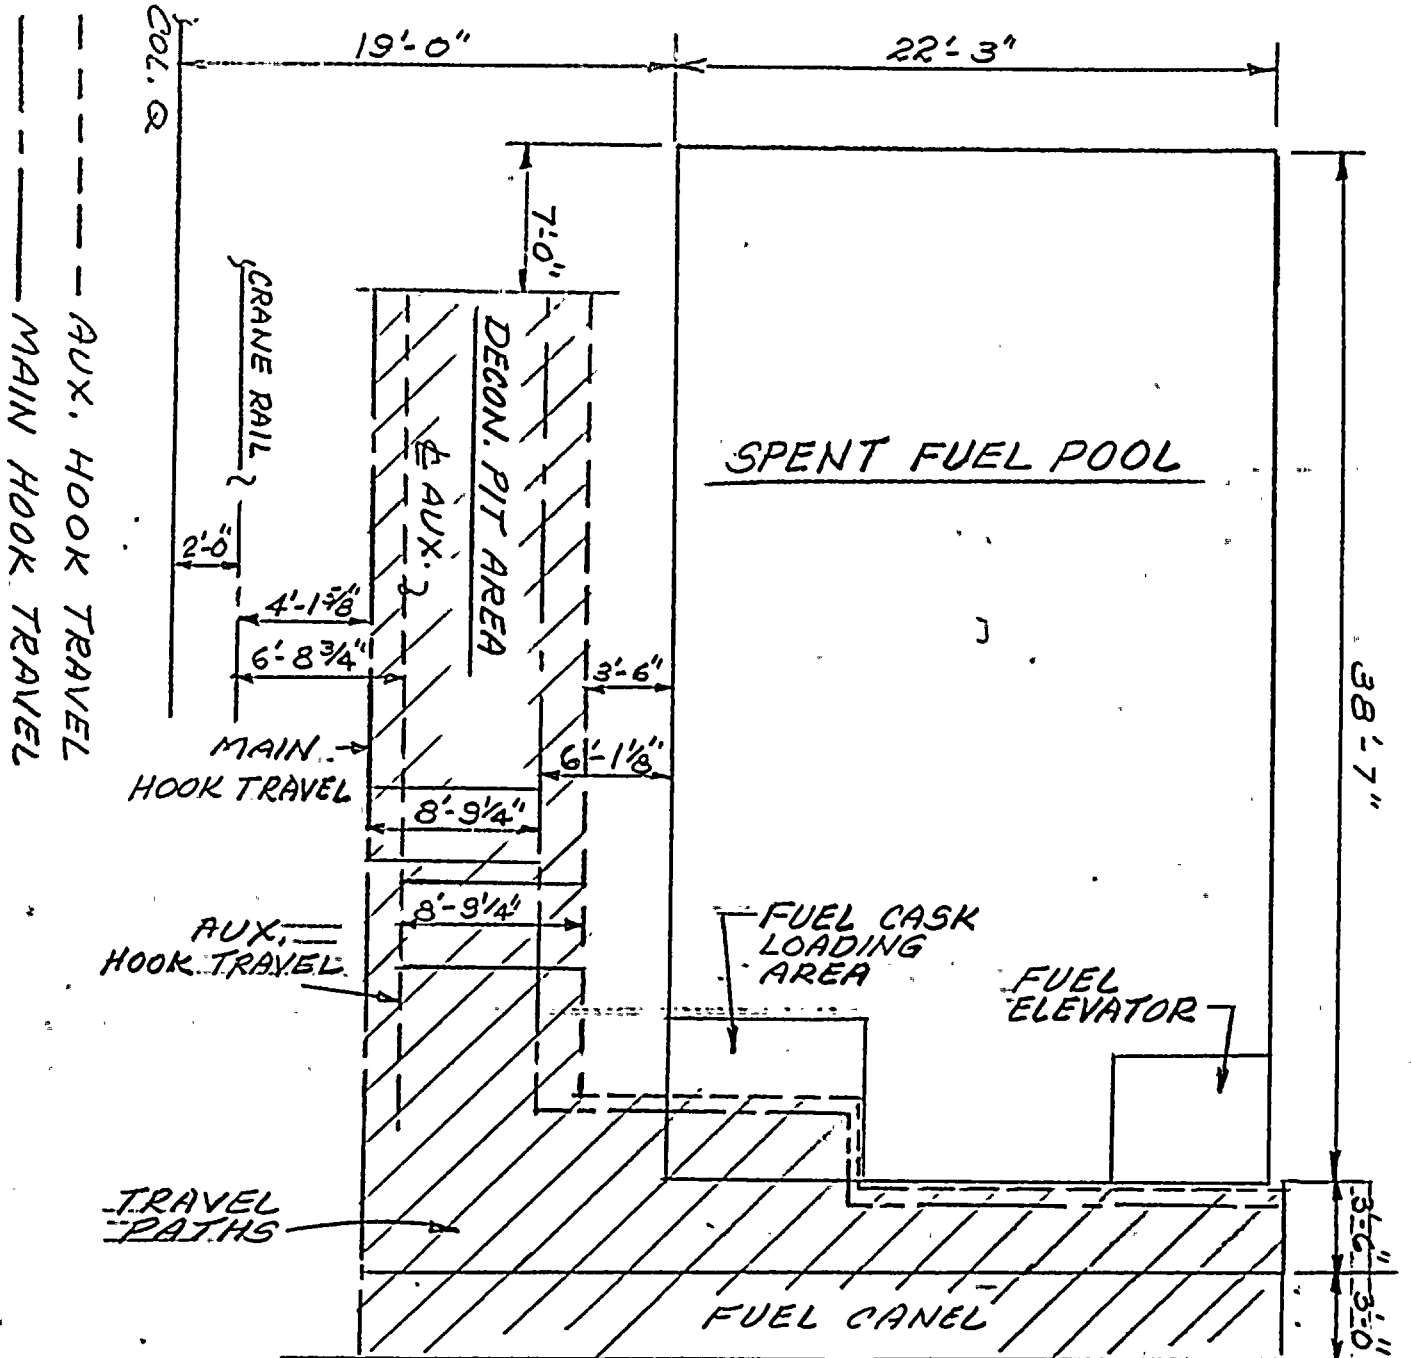 19'-0"
22'-3"
COL. Q
7'-0"
CRANE RAIL
DECON. PIT AREA
℄ AUX.
SPENT FUEL POOL
2'-0"
4'-1 5/8"
6'-8 3/4"
3'-6"
6'-1 1/8"
38'-7"
MAIN
HOOK TRAVEL
8'-9 1/4"
AUX.
HOOK TRAVEL
8'-9 1/4"
FUEL CASK
LOADING
AREA
FUEL
ELEVATOR
TRAVEL
PATHS
3'-6"
3'-0"
FUEL CANEL
AUX. HOOK TRAVEL
MAIN HOOK TRAVEL